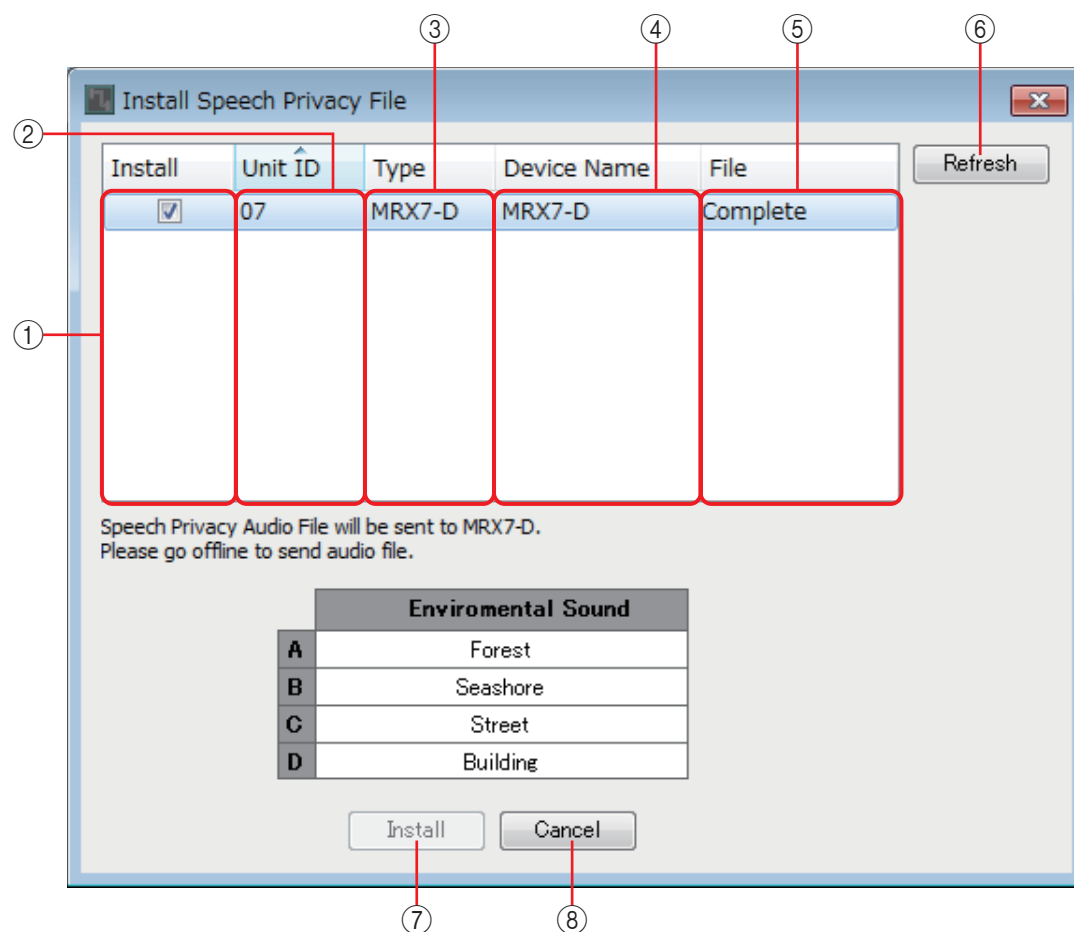 ③ ④ ⑤ ⑥
Install Speech Privacy File
②
Install Unit ID Type Device Name File Refresh
07 MRX7-D MRX7-D Complete
①
Speech Privacy Audio File will be sent to MRX7-D.
Please go offline to send audio file.
Enviromental Sound
A Forest
B Seashore
C Street
D Building
Install Cancel
⑦ ⑧